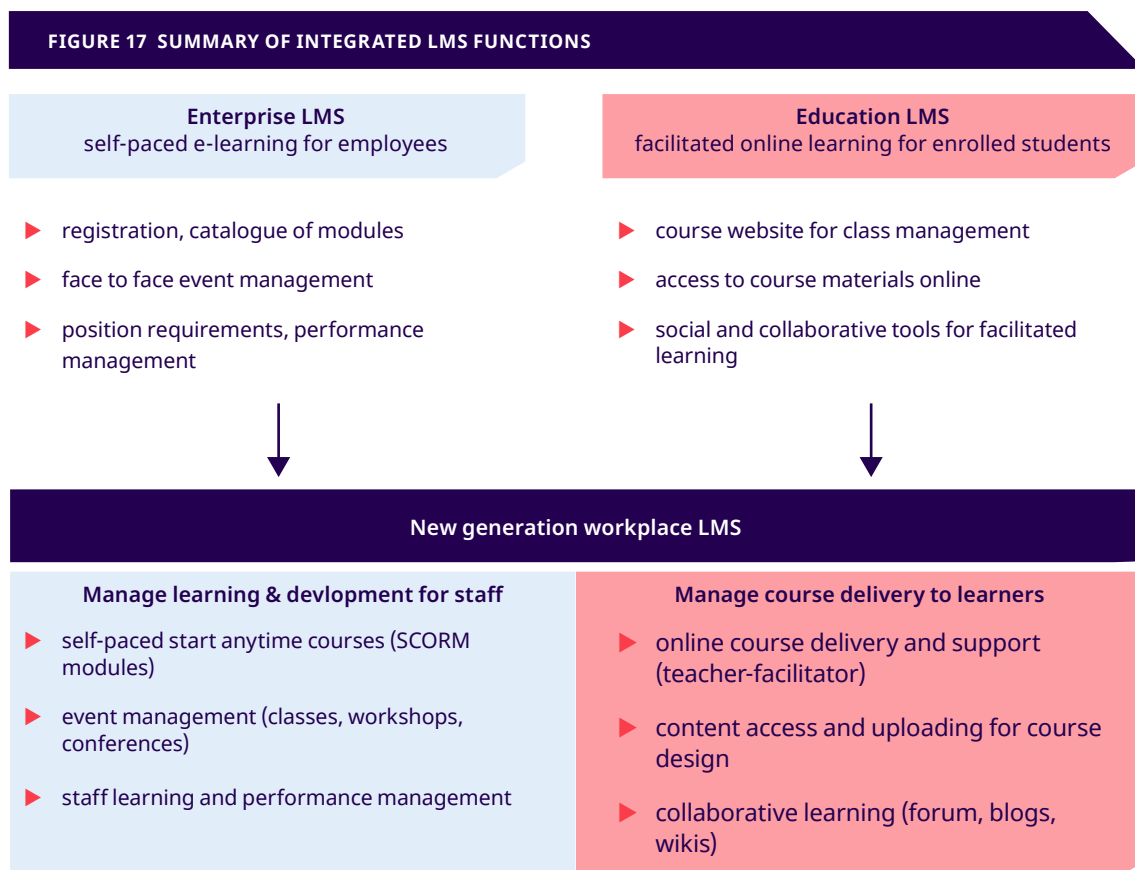 FIGURE 17 SUMMARY OF INTEGRATED LMS FUNCTIONS
Enterprise LMS
self-paced e-learning for employees
registration, catalogue of modules
face to face event management
position requirements, performance
management
Education LMS
facilitated online learning for enrolled students
course website for class management
access to course materials online
social and collaborative tools for facilitated
learning
New generation workplace LMS
Manage learning & devlopment for staff
self-paced start anytime courses (SCORM
modules)
event management (classes, workshops,
conferences)
staff learning and performance management
Manage course delivery to learners
online course delivery and support
(teacher-facilitator)
content access and uploading for course
design
collaborative learning (forum, blogs,
wikis)